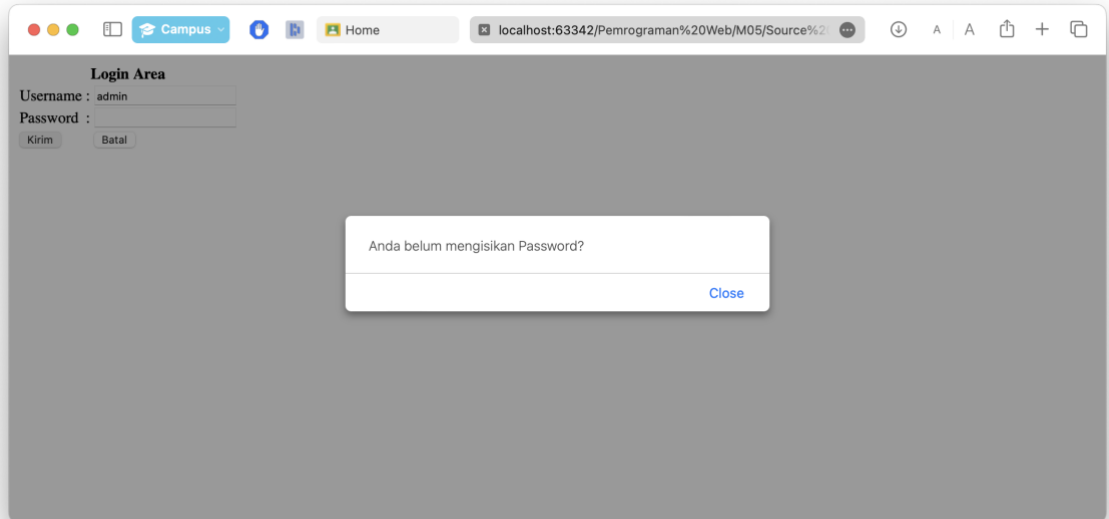 Campus
Home
localhost:63342/Pemrograman%20Web/M05/Source%20
A A
Login Area
Username : admin
Password :
Kirim Batal
Anda belum mengisikan Password?
Close